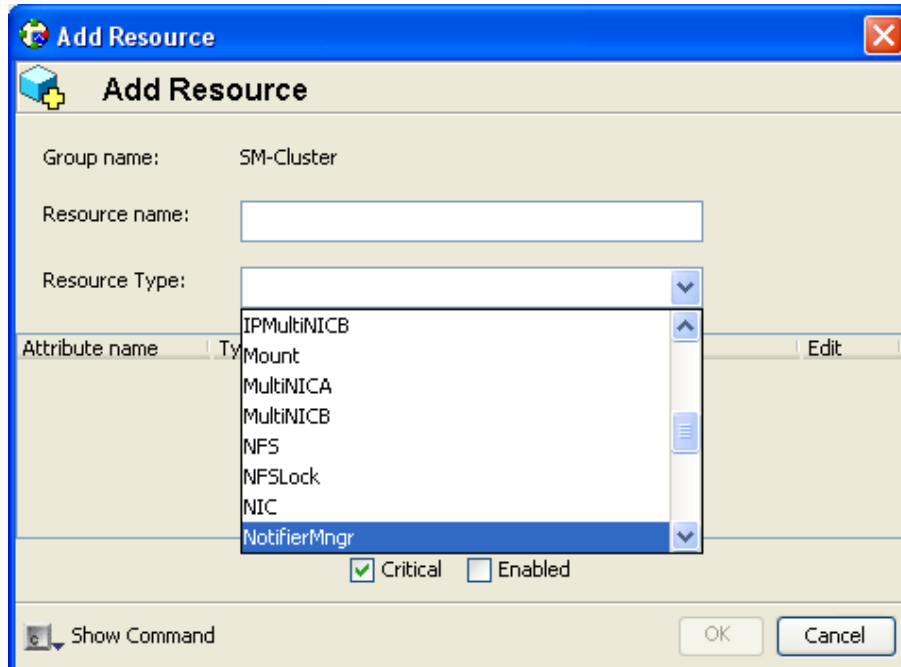 Add Resource
Add Resource
Group name: SM-Cluster
Resource name:
Resource Type:
IPMultiNICB
Attribute name Ty Edit
Mount
MultiNICA
MultiNICB
NFS
NFSLock
NIC
NotifierMngr
Critical Enabled
c Show Command OK Cancel